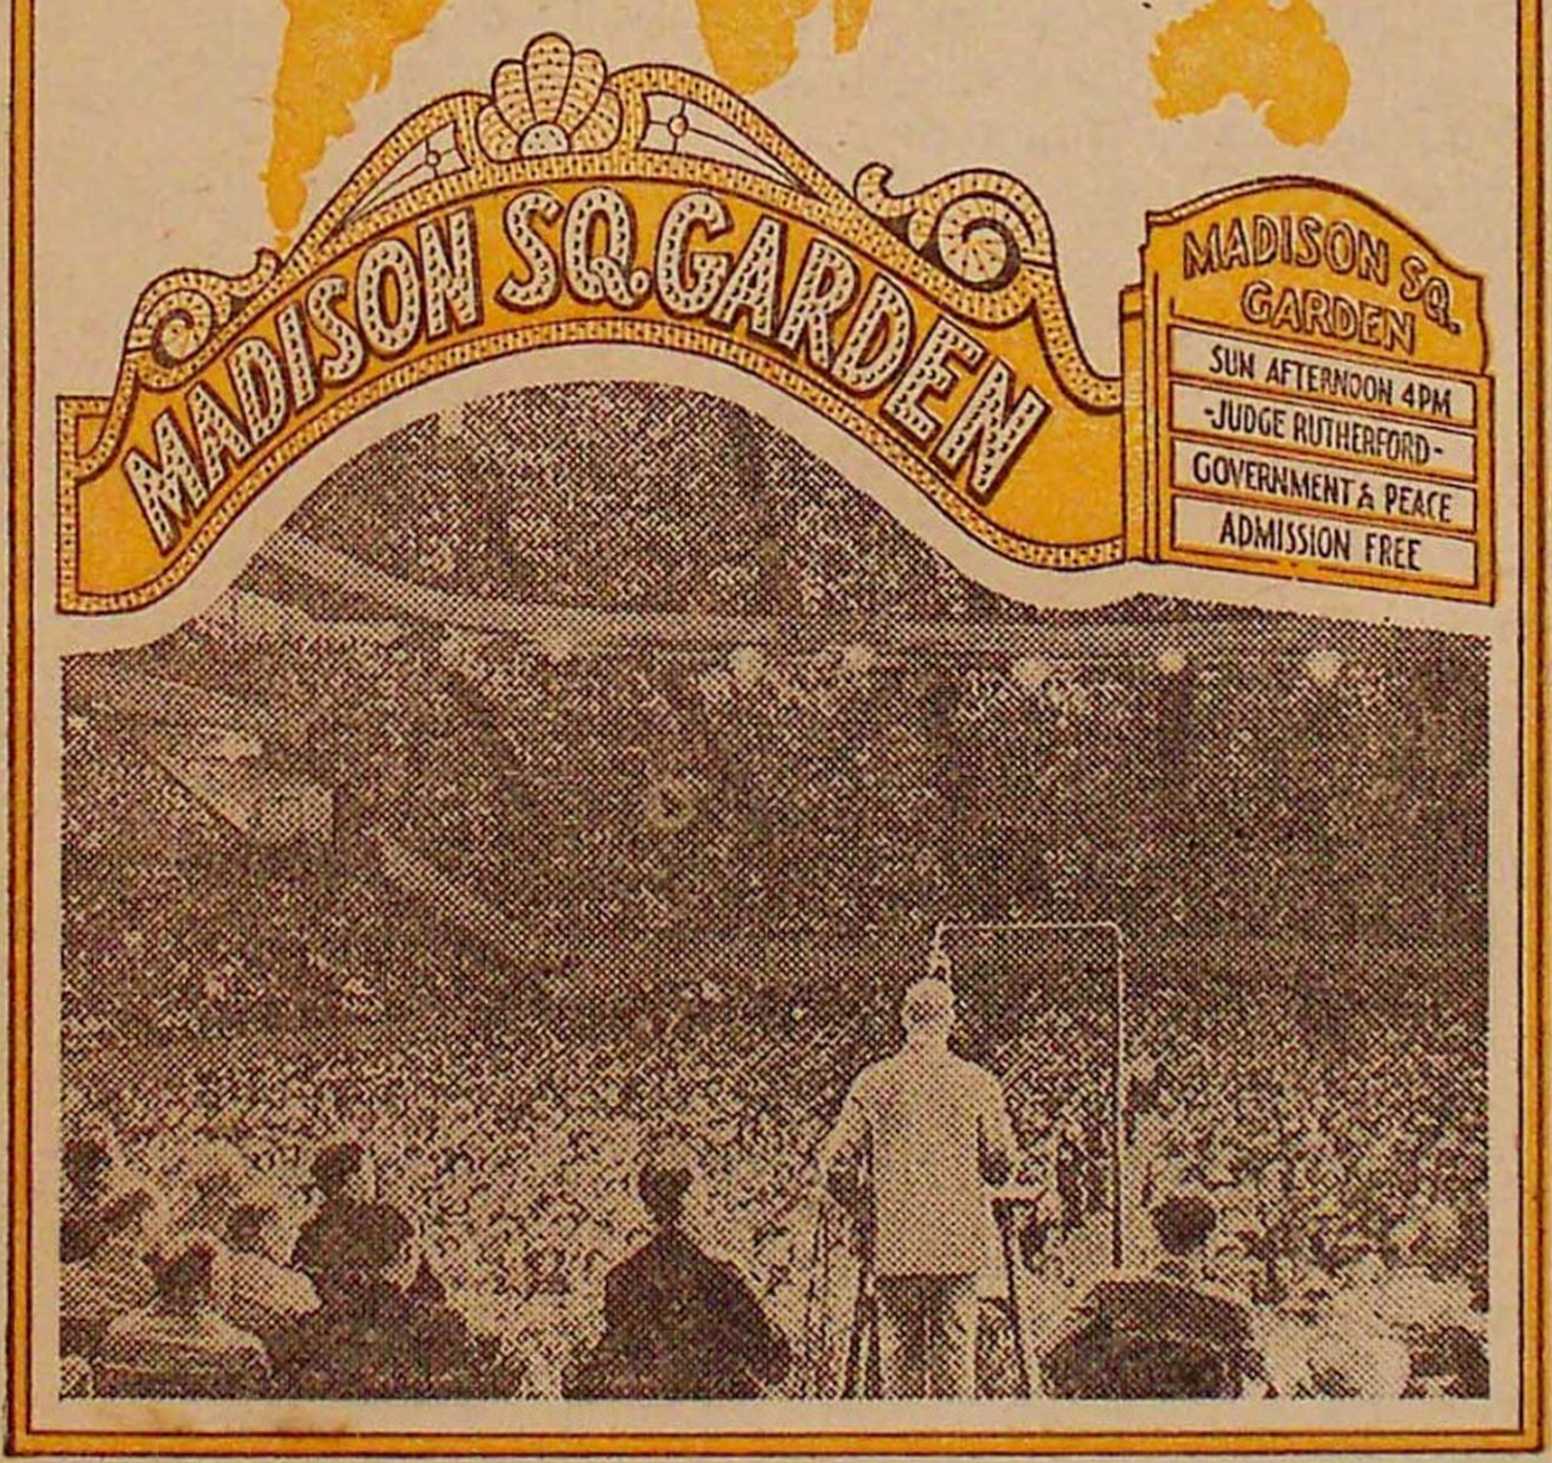 MADISON SQ. GARDEN
MADISON SQ.
GARDEN
SUN AFTERNOON 4PM
-JUDGE RUTHERFORD-
GOVERNMENT & PEACE
ADMISSION FREE